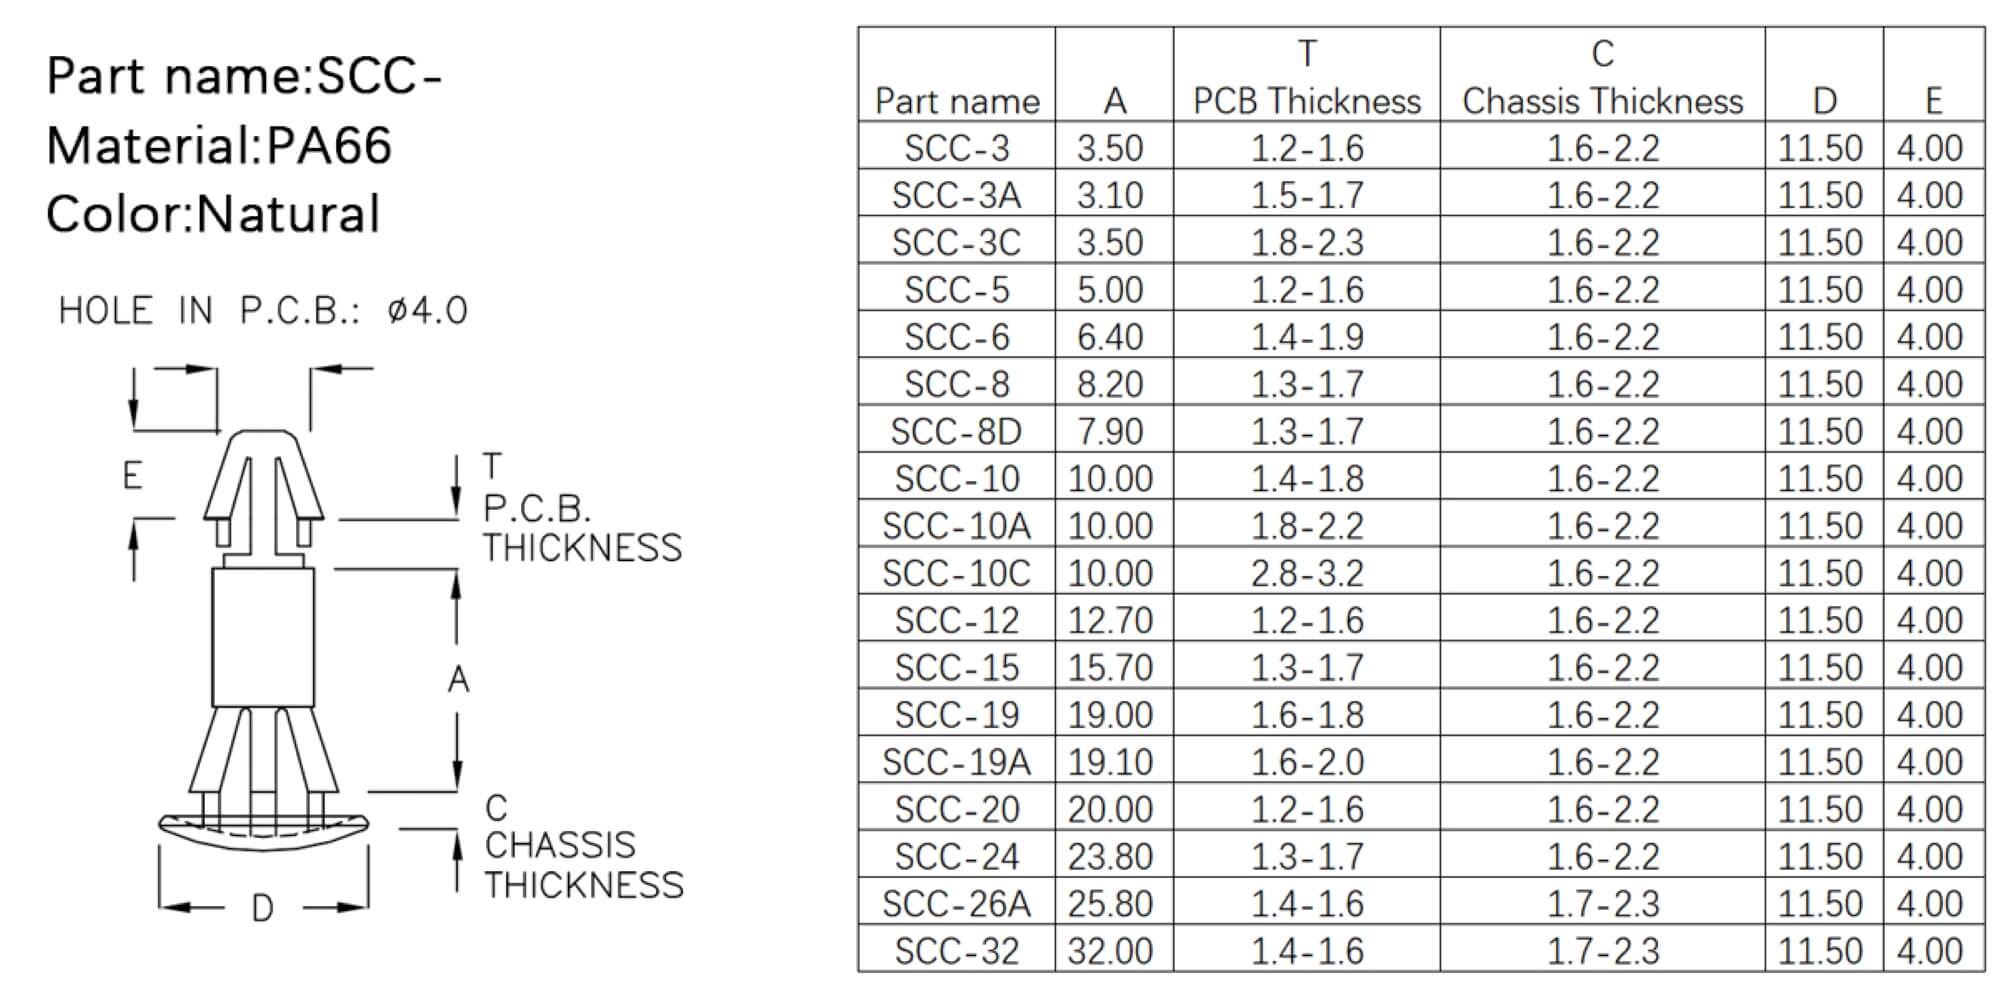 Part name:SCC-
Material:PA66
Color:Natural
HOLE IN P.C.B.: ø4.0
E
T
P.C.B.
THICKNESS
A
C
CHASSIS
THICKNESS
D
T C
Part name A PCB Thickness Chassis Thickness D E
SCC-3 3.50 1.2-1.6 1.6-2.2 11.50 4.00
SCC-3A 3.10 1.5-1.7 1.6-2.2 11.50 4.00
SCC-3C 3.50 1.8-2.3 1.6-2.2 11.50 4.00
SCC-5 5.00 1.2-1.6 1.6-2.2 11.50 4.00
SCC-6 6.40 1.4-1.9 1.6-2.2 11.50 4.00
SCC-8 8.20 1.3-1.7 1.6-2.2 11.50 4.00
SCC-8D 7.90 1.3-1.7 1.6-2.2 11.50 4.00
SCC-10 10.00 1.4-1.8 1.6-2.2 11.50 4.00
SCC-10A 10.00 1.8-2.2 1.6-2.2 11.50 4.00
SCC-10C 10.00 2.8-3.2 1.6-2.2 11.50 4.00
SCC-12 12.70 1.2-1.6 1.6-2.2 11.50 4.00
SCC-15 15.70 1.3-1.7 1.6-2.2 11.50 4.00
SCC-19 19.00 1.6-1.8 1.6-2.2 11.50 4.00
SCC-19A 19.10 1.6-2.0 1.6-2.2 11.50 4.00
SCC-20 20.00 1.2-1.6 1.6-2.2 11.50 4.00
SCC-24 23.80 1.3-1.7 1.6-2.2 11.50 4.00
SCC-26A 25.80 1.4-1.6 1.7-2.3 11.50 4.00
SCC-32 32.00 1.4-1.6 1.7-2.3 11.50 4.00